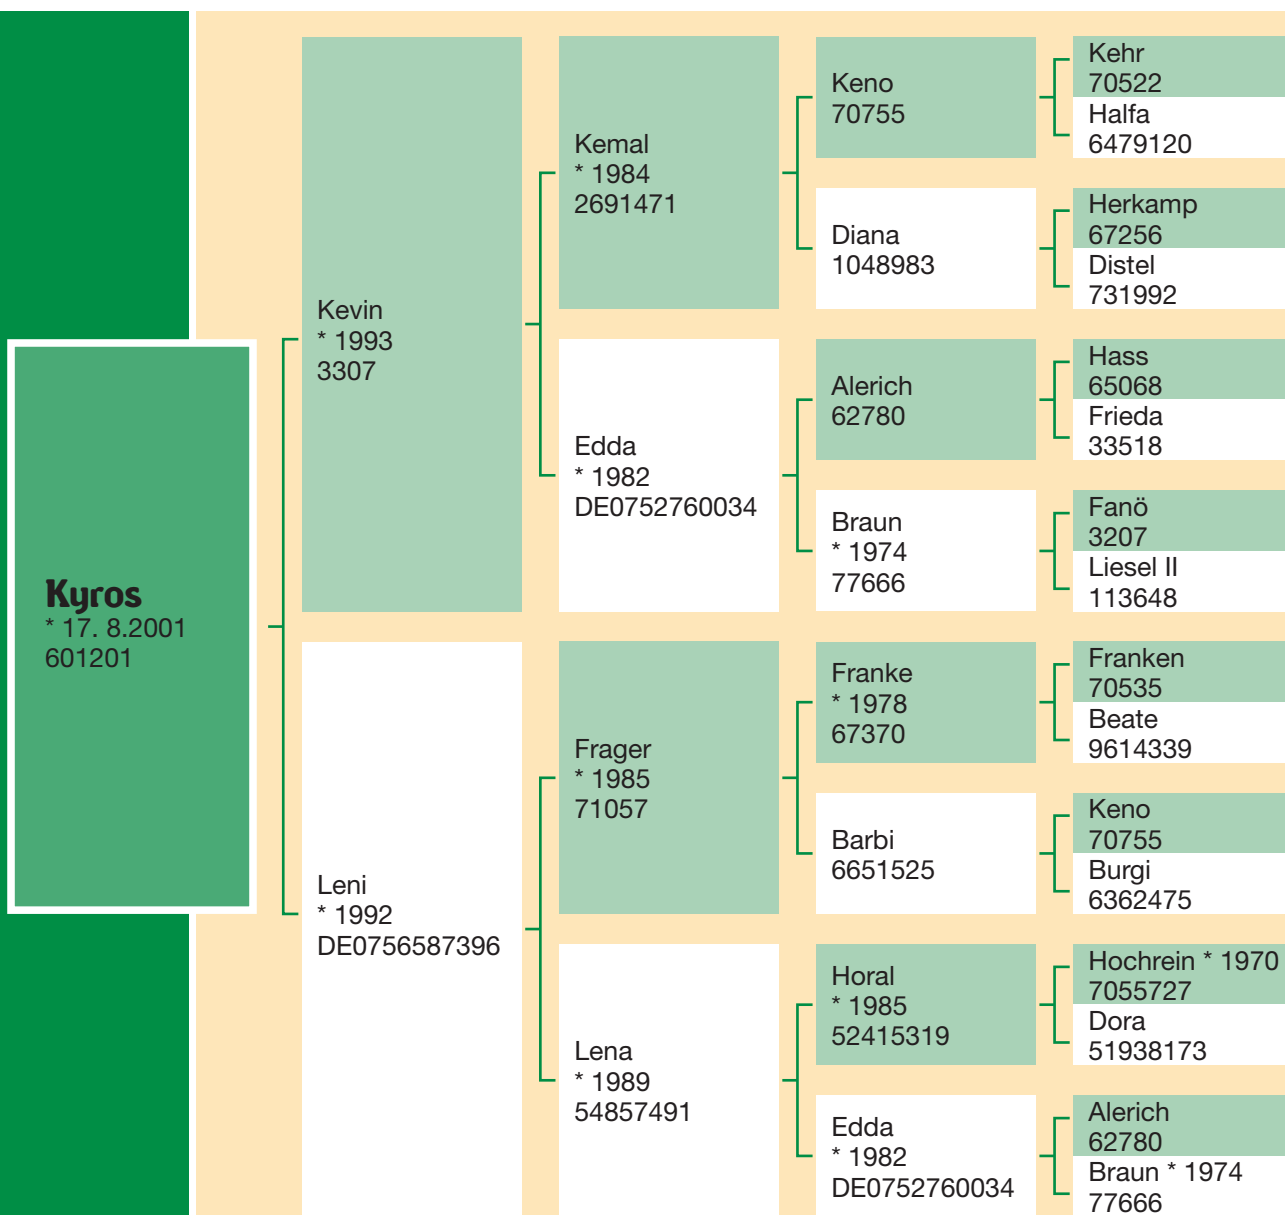 Kyros
* 17. 8.2001
601201
Kevin
* 1993
3307
Leni
* 1992
DE0756587396
Kemal
* 1984
2691471
Edda
* 1982
DE0752760034
Frager
* 1985
71057
Lena
* 1989
54857491
Keno
70755
Diana
1048983
Alerich
62780
Braun
* 1974
77666
Franke
* 1978
67370
Barbi
6651525
Horal
* 1985
52415319
Edda
* 1982
DE0752760034
Kehr
70522
Halfa
6479120
Herkamp
67256
Distel
731992
Hass
65068
Frieda
33518
Fanö
3207
Liesel II
113648
Franken
70535
Beate
9614339
Keno
70755
Burgi
6362475
Hochrein * 1970
7055727
Dora
51938173
Alerich
62780
Braun * 1974
77666